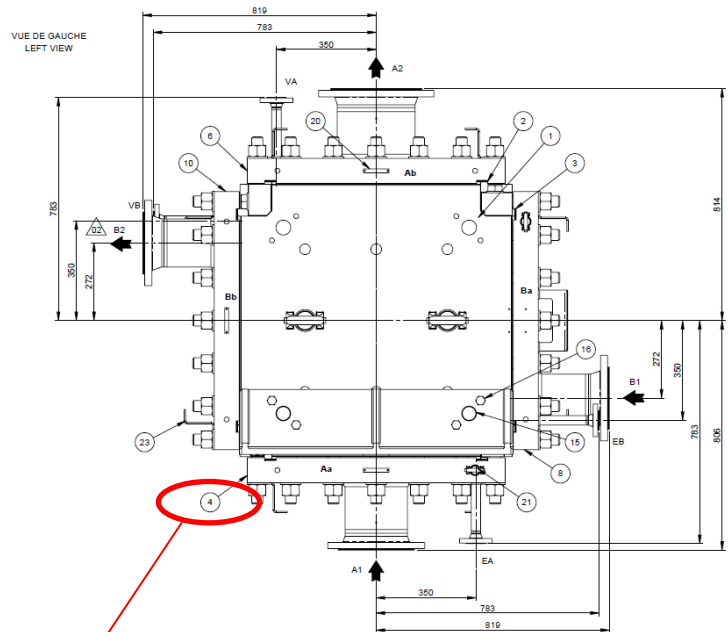 819
783
VUE DE GAUCHE
LEFT VIEW
350
VA
A2
6
20
2
1
3
10
Ab
VB
02
B2
783
350
272
Bb
Ba
814
16
B1
272
350
783
806
23
15
EB
Aa
8
4
21
A1
EA
350
783
819